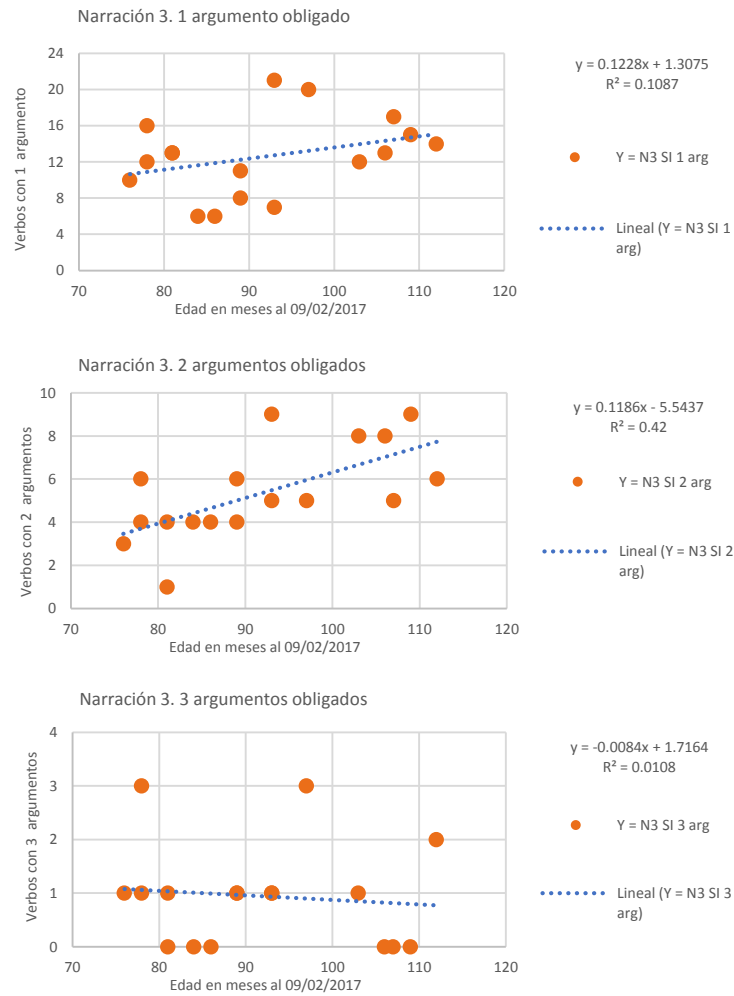 Narración 3. 1 argumento obligado
Verbos con 1 argumento
24
20
16
12
8
4
0
70
80
90
100
110
120
Edad en meses al 09/02/2017
y = 0.1228x + 1.3075
R² = 0.1087
Y = N3 SI 1 arg
Lineal (Y = N3 SI 1
arg)
Narración 3. 2 argumentos obligados
Verbos con 2 argumentos
10
8
6
4
2
0
70
80
90
100
110
120
Edad en meses al 09/02/2017
y = 0.1186x - 5.5437
R² = 0.42
Y = N3 SI 2 arg
Lineal (Y = N3 SI 2
arg)
Narración 3. 3 argumentos obligados
Verbos con 3 argumentos
4
3
2
1
0
70
80
90
100
110
120
Edad en meses al 09/02/2017
y = -0.0084x + 1.7164
R² = 0.0108
Y = N3 SI 3 arg
Lineal (Y = N3 SI 3
arg)